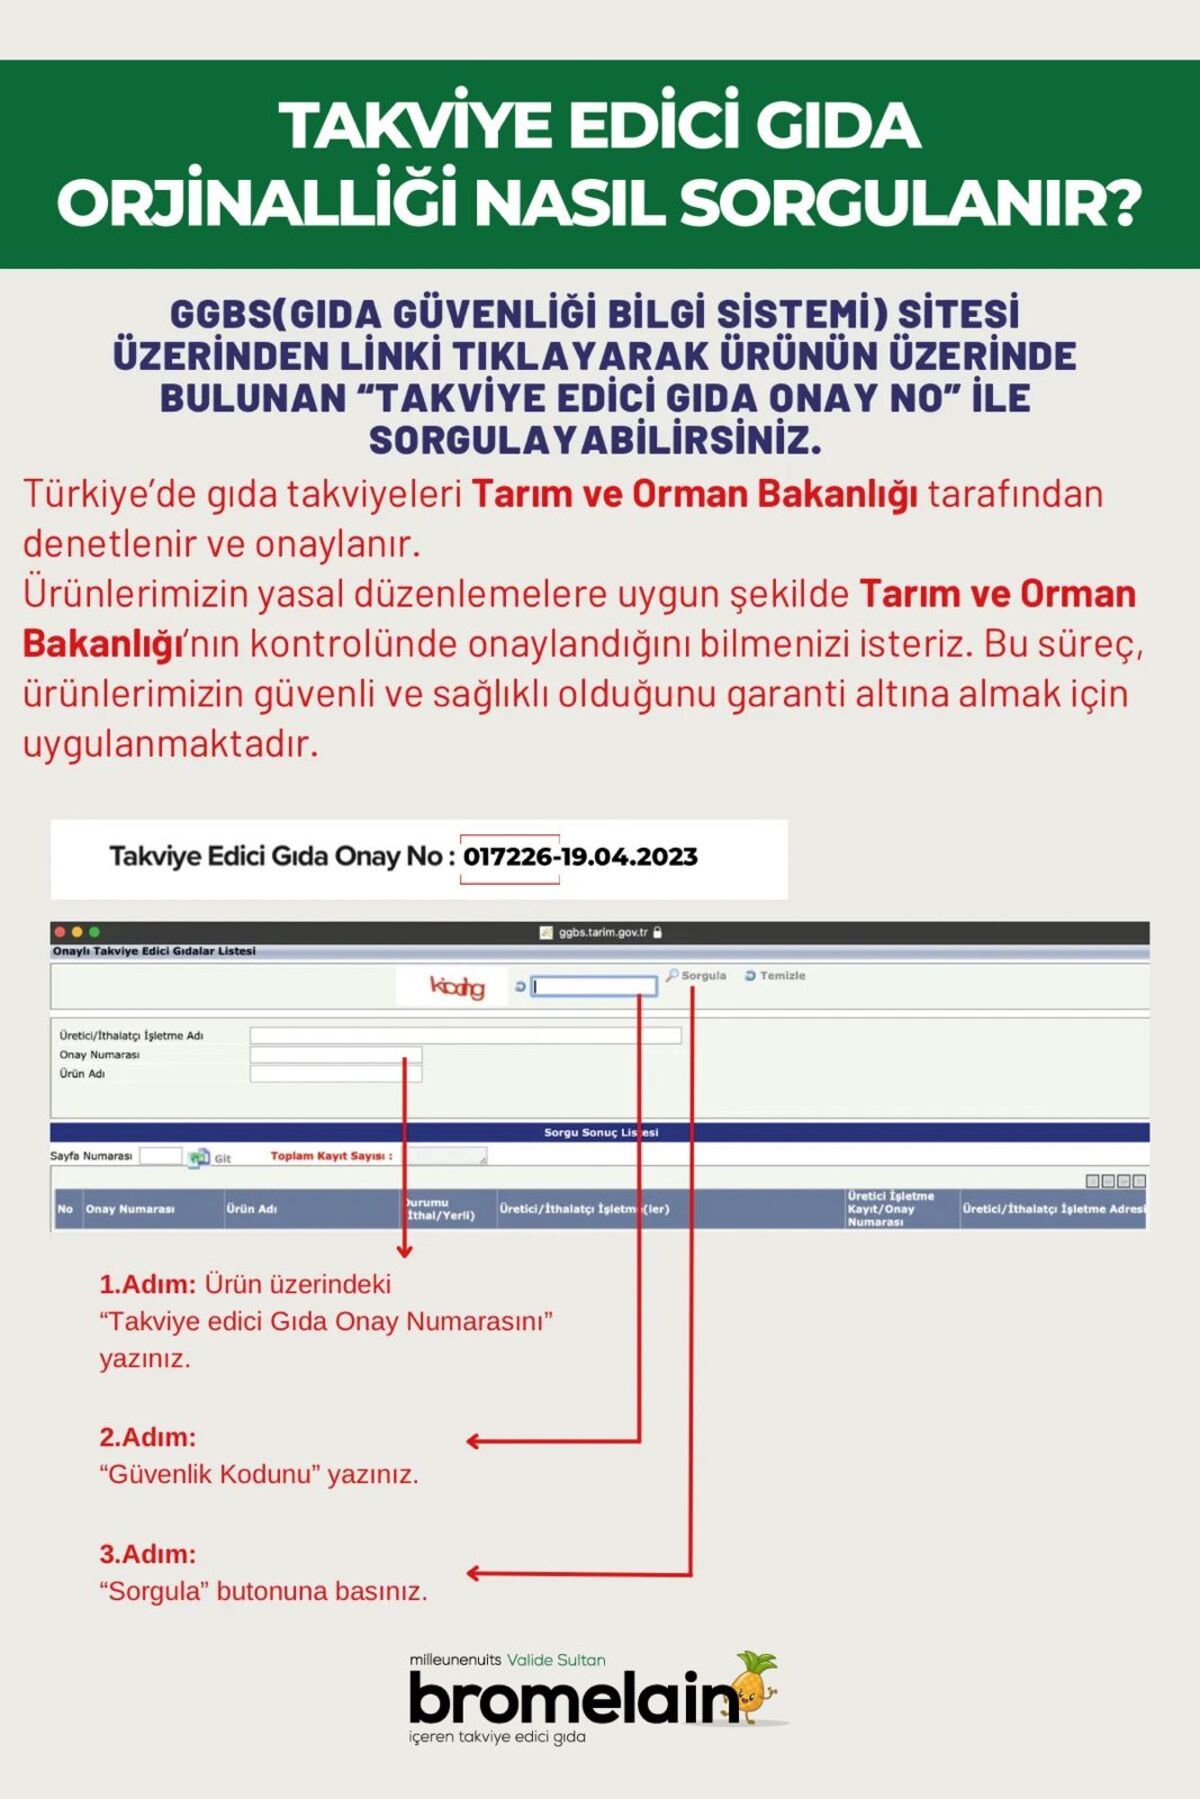 TAKVİYE EDİCİ GIDA
ORJİNALLİĞİ NASIL SORGULANIR?
GGBS(GIDA GÜVENLİĞİ BİLGİ SİSTEMİ) SİTESİ
ÜZERİNDEN LİNKİ TIKLAYARAK ÜRÜNÜN ÜZERİNDE
BULUNAN “TAKVİYE EDİCİ GIDA ONAY NO” İLE
SORGULAYABİLİRSİNİZ.
Türkiye’de gıda takviyeleri Tarım ve Orman Bakanlığı tarafından
denetlenir ve onaylanır.
Ürünlerimizin yasal düzenlemelere uygun şekilde Tarım ve Orman
Bakanlığı’nın kontrolünde onaylandığını bilmenizi isteriz. Bu süreç,
ürünlerimizin güvenli ve sağlıklı olduğunu garanti altına almak için
uygulanmaktadır.
Takviye Edici Gıda Onay No : 017226-19.04.2023
ggbs.tarim.gov.tr
Onaylı Takviye Edici Gıdalar Listesi
Sorgula Temizle
Üretici/İthalatçı İşletme Adı
Onay Numarası
Ürün Adı
Sorgu Sonuç Listesi
Sayfa Numarası Git Toplam Kayıt Sayısı :
No Onay Numarası Ürün Adı Durumu (İthal/Yerli) Üretici/İthalatçı İşletme(ler) Üretici İşletme Kayıt/Onay Numarası Üretici/İthalatçı İşletme Adresi
1.Adım: Ürün üzerindeki
“Takviye edici Gıda Onay Numarasını”
yazınız.
2.Adım:
“Güvenlik Kodunu” yazınız.
3.Adım:
“Sorgula” butonuna basınız.
milleunenuits Valide Sultan
bromelain
içeren takviye edici gıda